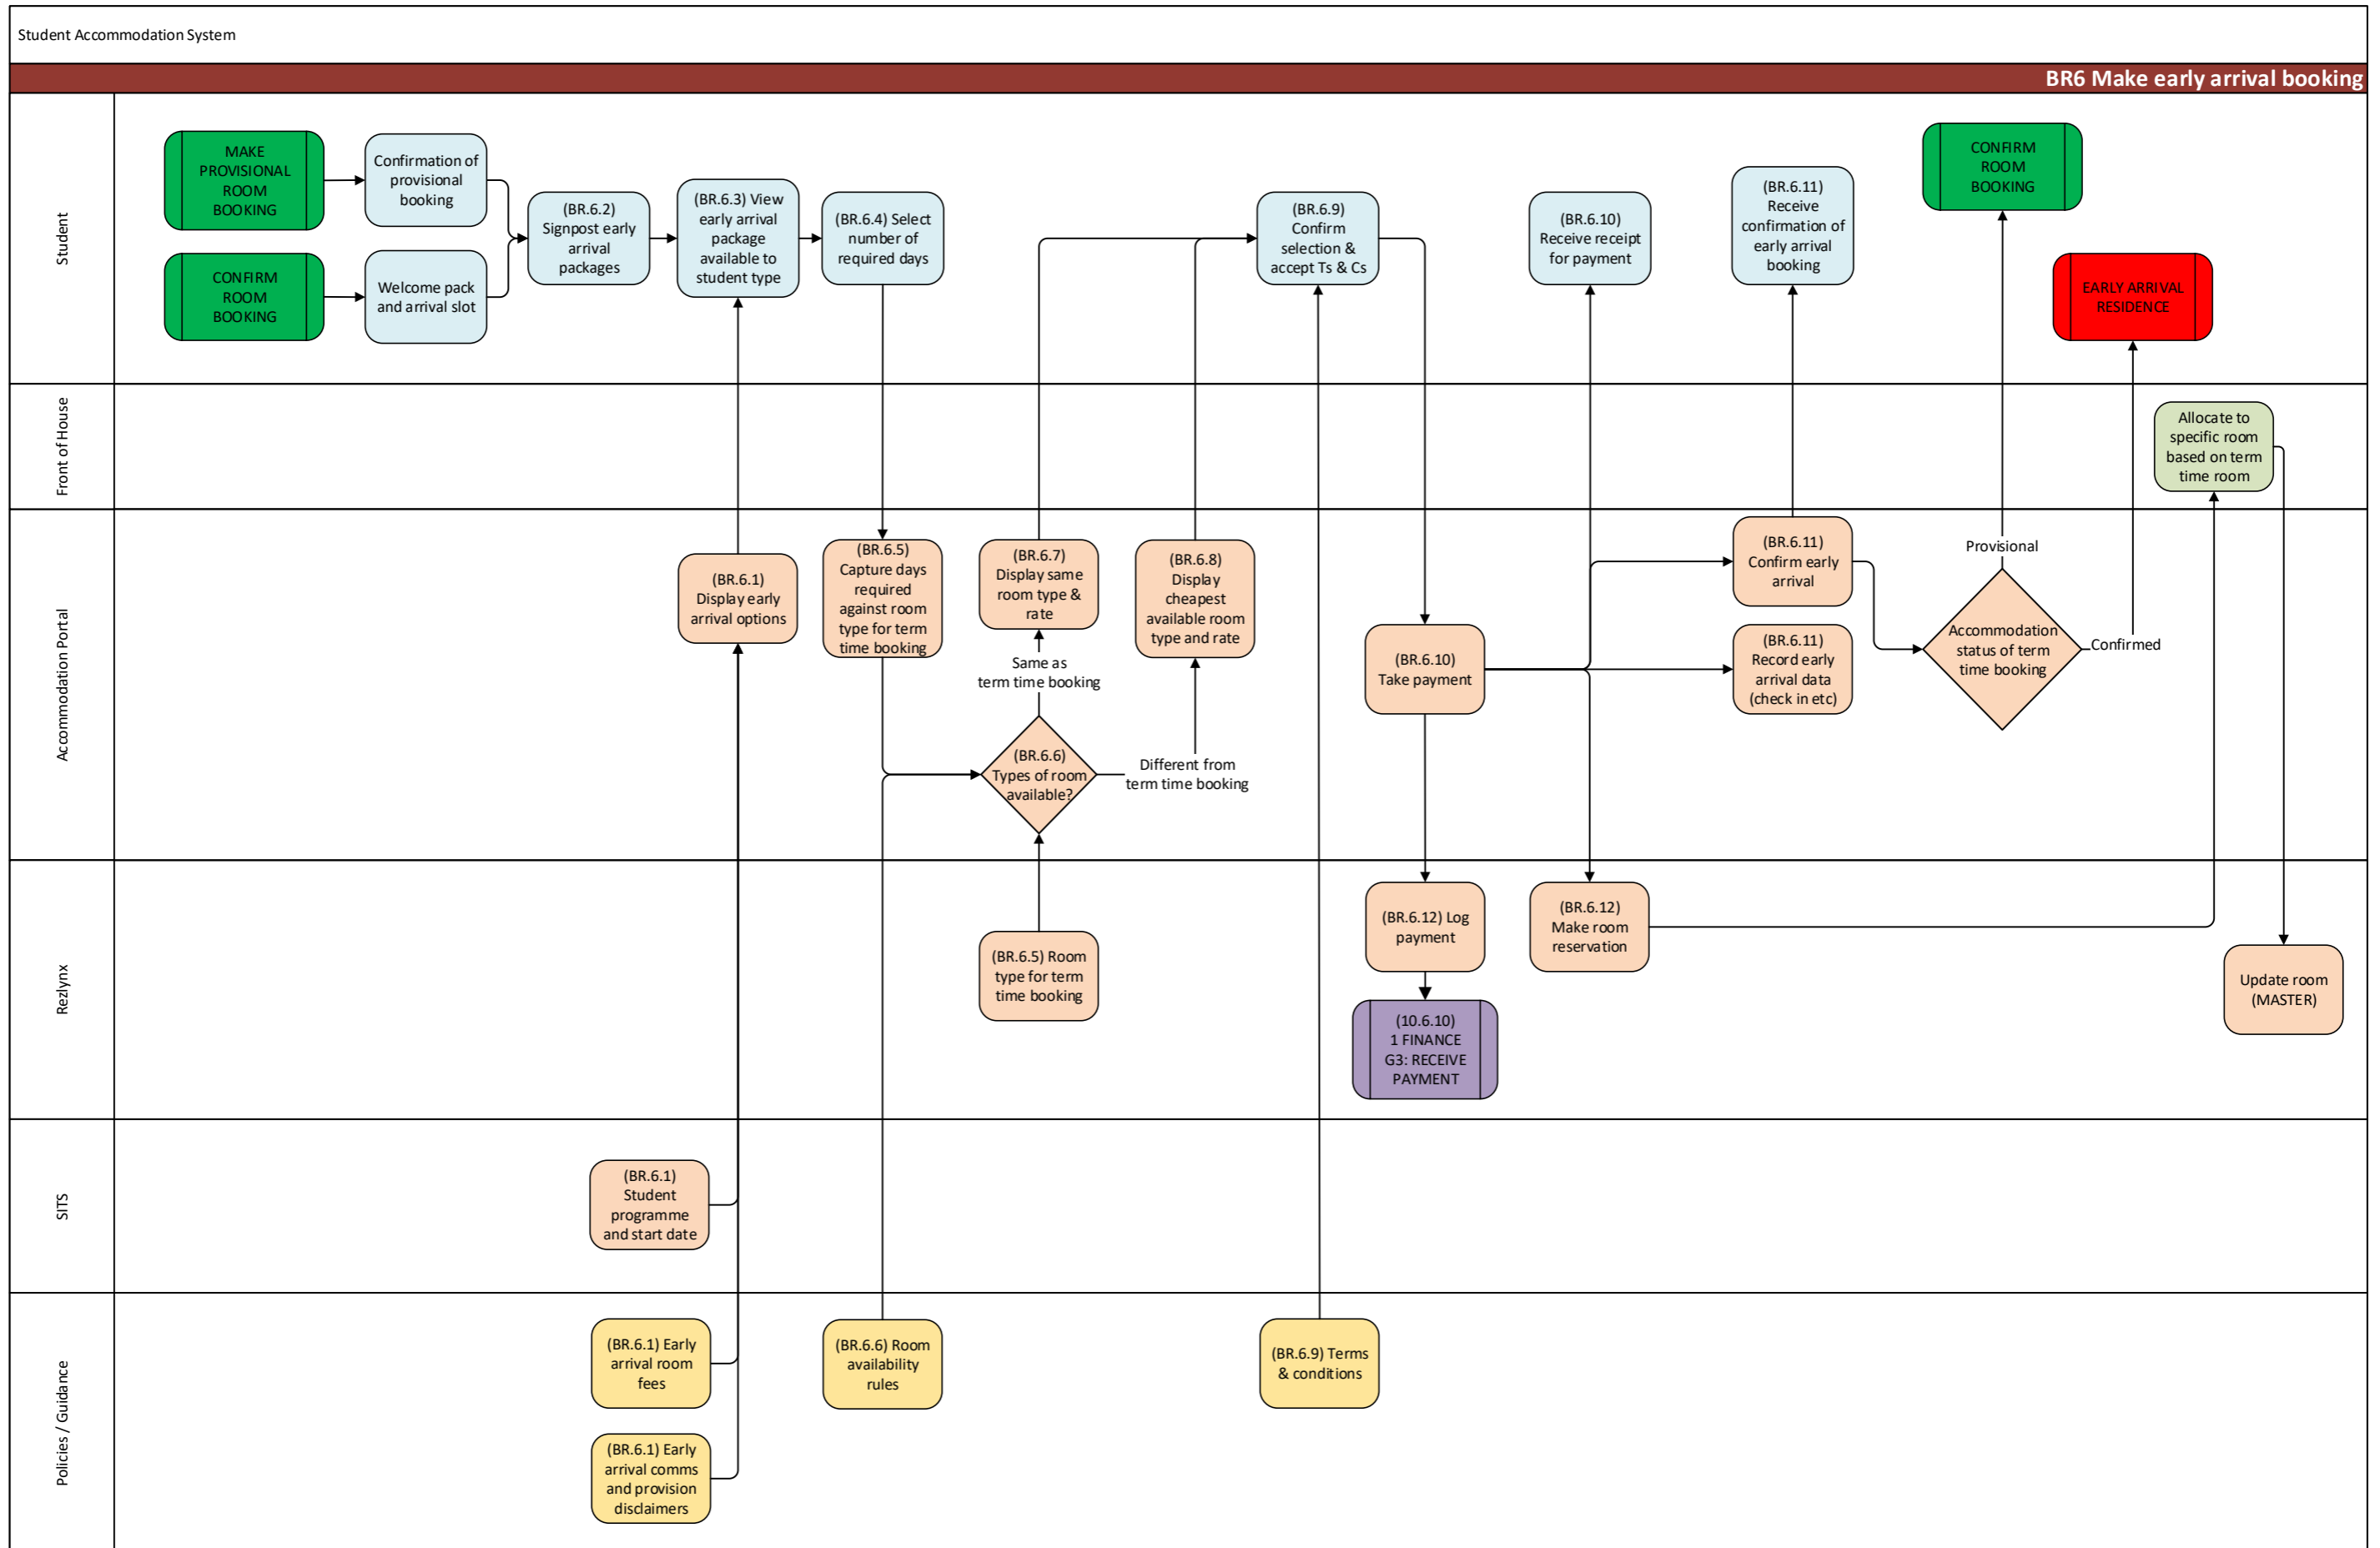 Student Accommodation System
BR6 Make early arrival booking
Student
MAKE
PROVISIONAL
ROOM
BOOKING
Confirmation of
provisional
booking
CONFIRM
ROOM
BOOKING
Welcome pack
and arrival slot
(BR.6.2)
Signpost early
arrival
packages
(BR.6.3) View
early arrival
package
available to
student type
(BR.6.4) Select
number of
required days
(BR.6.9)
Confirm
selection &
accept Ts & Cs
(BR.6.10)
Receive receipt
for payment
(BR.6.11)
Receive
confirmation of
early arrival
booking
CONFIRM
ROOM
BOOKING
EARLY ARRIVAL
RESIDENCE
Front of House
Allocate to
specific room
based on term
time room
Accommodation Portal
(BR.6.1)
Display early
arrival options
(BR.6.5)
Capture days
required
against room
type for term
time booking
(BR.6.7)
Display same
room type &
rate
(BR.6.8)
Display
cheapest
available room
type and rate
Same as
term time booking
(BR.6.6)
Types of room
available?
Different from
term time booking
(BR.6.10)
Take payment
(BR.6.11)
Confirm early
arrival
(BR.6.11)
Record early
arrival data
(check in etc)
Provisional
Accommodation
status of term
time booking
Confirmed
Rezlynx
(BR.6.5) Room
type for term
time booking
(BR.6.12) Log
payment
(BR.6.12)
Make room
reservation
(10.6.10)
1 FINANCE
G3: RECEIVE
PAYMENT
Update room
(MASTER)
SITS
(BR.6.1)
Student
programme
and start date
Policies / Guidance
(BR.6.1) Early
arrival room
fees
(BR.6.6) Room
availability
rules
(BR.6.9) Terms
& conditions
(BR.6.1) Early
arrival comms
and provision
disclaimers